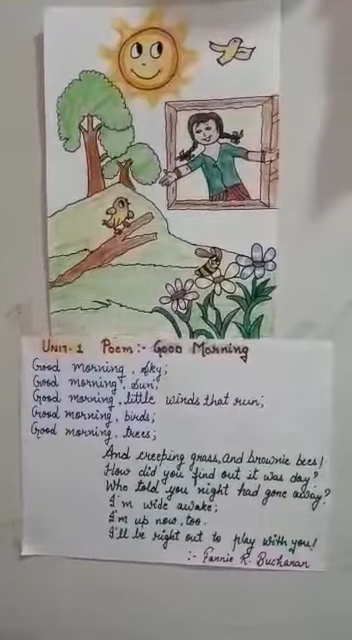 UNIT-1 Poem:- Good Morning
Good morning, Sky;
Good morning, Sun;
Good morning, little winds that run;
Good morning, birds;
Good morning, trees;
And creeping grass, and brownie bees!
How did you find out it was day?
Who told you night had gone away?
I'm wide awake;
I'm up now, too.
I'll be right out to play with you!
:- Fannie R. Buchanan